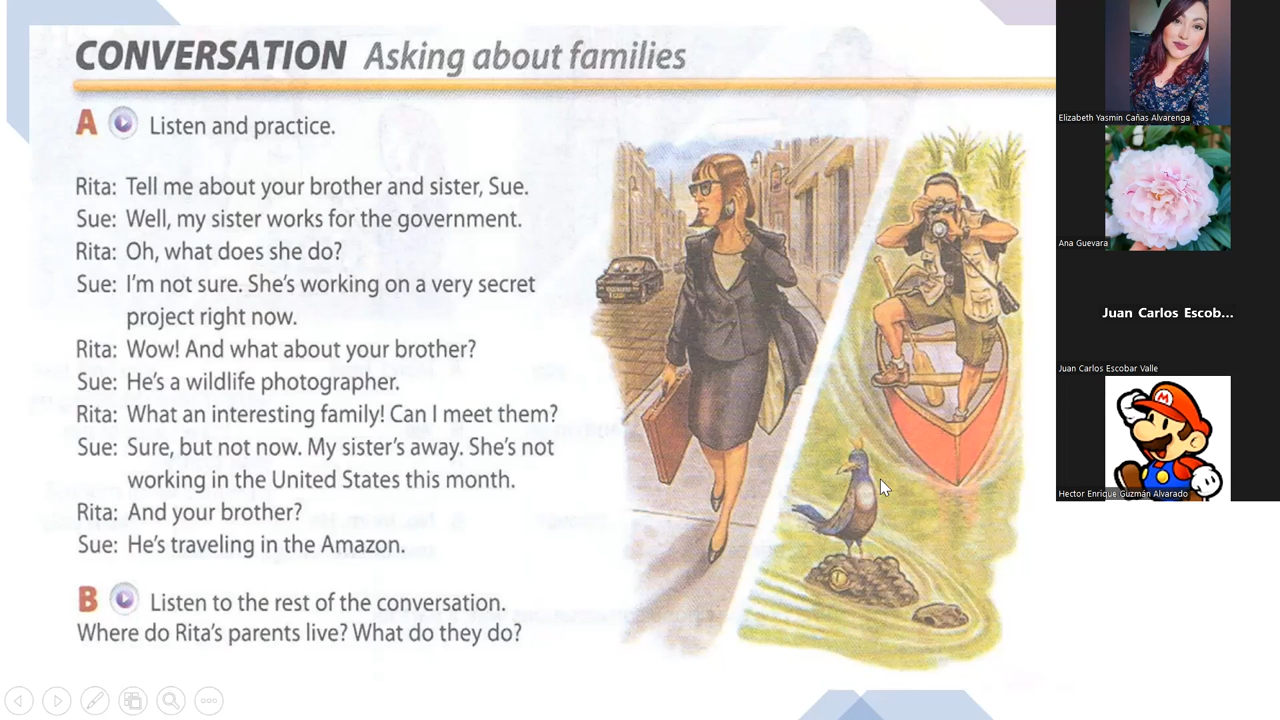 CONVERSATION Asking about families
A Listen and practice.
Rita: Tell me about your brother and sister, Sue.
Sue: Well, my sister works for the government.
Rita: Oh, what does she do?
Sue: I'm not sure. She's working on a very secret
project right now.
Rita: Wow! And what about your brother?
Sue: He's a wildlife photographer.
Rita: What an interesting family! Can I meet them?
Sue: Sure, but not now. My sister's away. She's not
working in the United States this month.
Rita: And your brother?
Sue: He's traveling in the Amazon.
B Listen to the rest of the conversation.
Where do Rita's parents live? What do they do?
Elizabeth Yasmin Cañas Alvarenga
Ana Guevara
Juan Carlos Escob...
Juan Carlos Escobar Valle
M
Hector Enrique Guzmán Alvarado